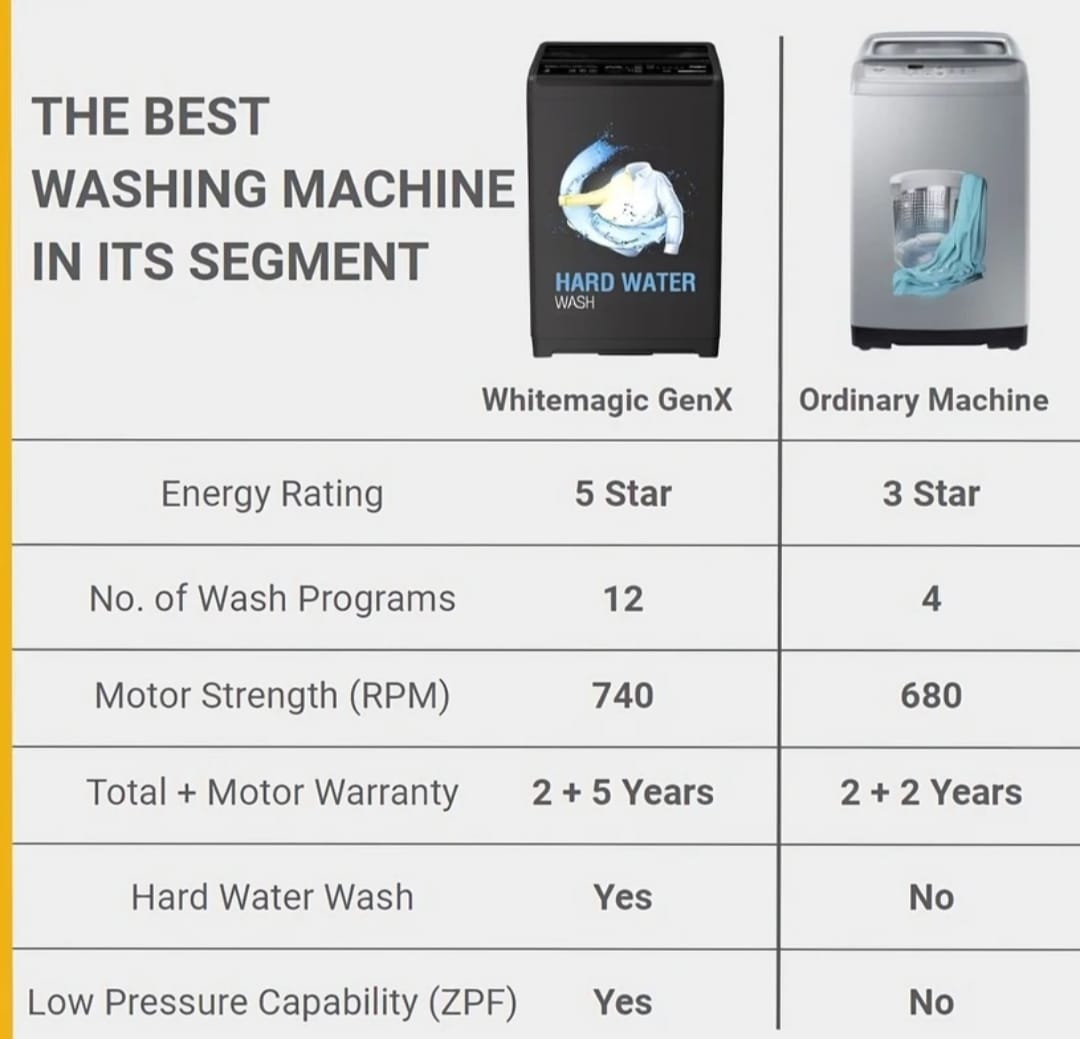 THE BEST
WASHING MACHINE
IN ITS SEGMENT
HARD WATER
WASH
Whitemagic GenX Ordinary Machine
Energy Rating 5 Star 3 Star
No. of Wash Programs 12 4
Motor Strength (RPM) 740 680
Total + Motor Warranty 2 + 5 Years 2 + 2 Years
Hard Water Wash Yes No
Low Pressure Capability (ZPF) Yes No